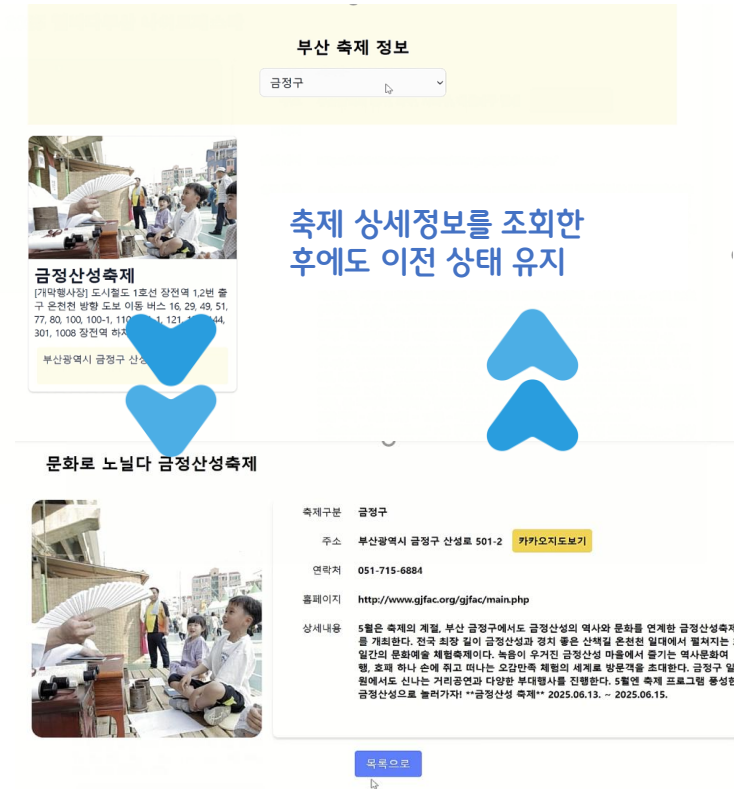 부산 축제 정보
금정구
축제 상세정보를 조회한
후에도 이전 상태 유지
금정산성축제
[개막행사장] 도시철도 1호선 장전역 1,2번 출
구 온천천 방향 도보 이동 버스 16, 29, 49, 51,
77, 80, 100, 100-1, 121,
301, 1008 장전역
부산광역시 금정구
문화로 노닐다 금정산성축제
축제구분 금정구
주소 부산광역시 금정구 산성로 501-2 카카오지도보기
연락처 051-715-6884
홈페이지 http://www.gjfac.org/gjfac/main.php
상세내용 5월은 축제의 계절, 부산 금정구에서도 금정산성의 역사와 문화를 연계한 금정산성축제
를 개최한다. 전국 최장 길이 금정산성과 경치 좋은 산책길 온천천 일대에서 펼쳐지는
일간의 문화예술 체험축제이다. 녹음이 우거진 금정산성 마을에서 즐기는 역사문화여
행, 호패 하나 손에 쥐고 떠나는 오감만족 체험의 세계로 방문객을 초대한다. 금정구 일
원에서도 신나는 거리공연과 다양한 부대행사를 진행한다. 5월엔 축제 프로그램 풍성한
금정산성으로 놀러가자! **금정산성 축제** 2025.06.13. ~ 2025.06.15.
목록으로